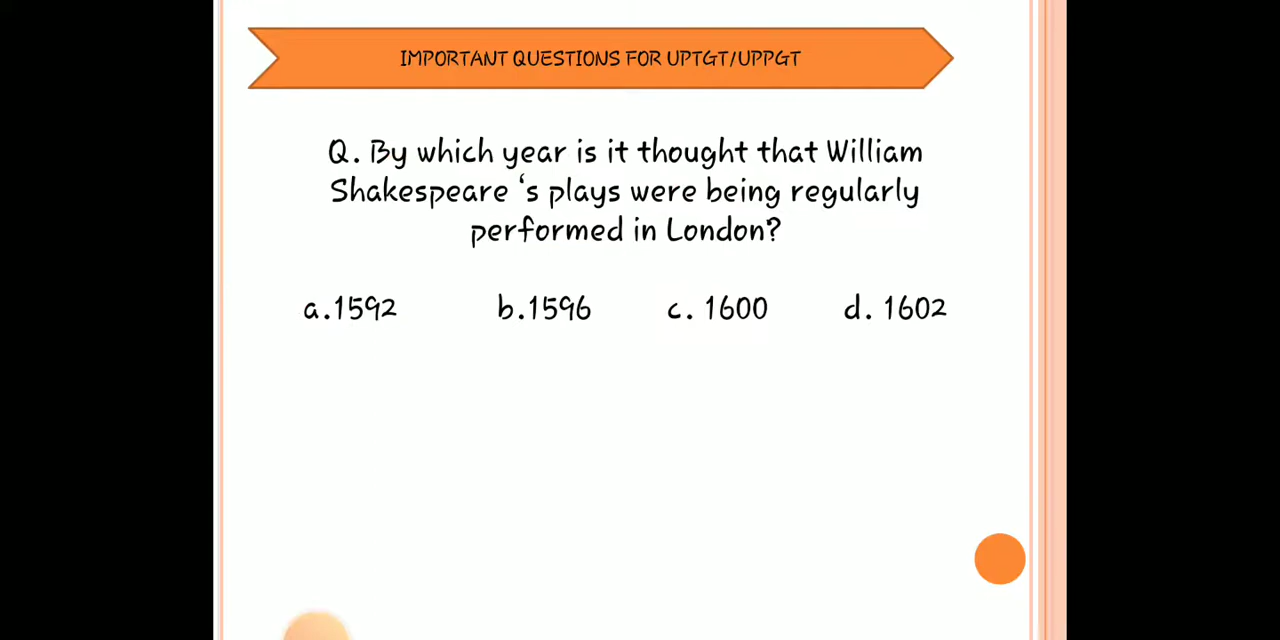 IMPORTANT QUESTIONS FOR UPTGT/UPPGT
Q. By which year is it thought that William
Shakespeare ‘s plays were being regularly
performed in London?
a.1592 b.1596 c. 1600 d. 1602